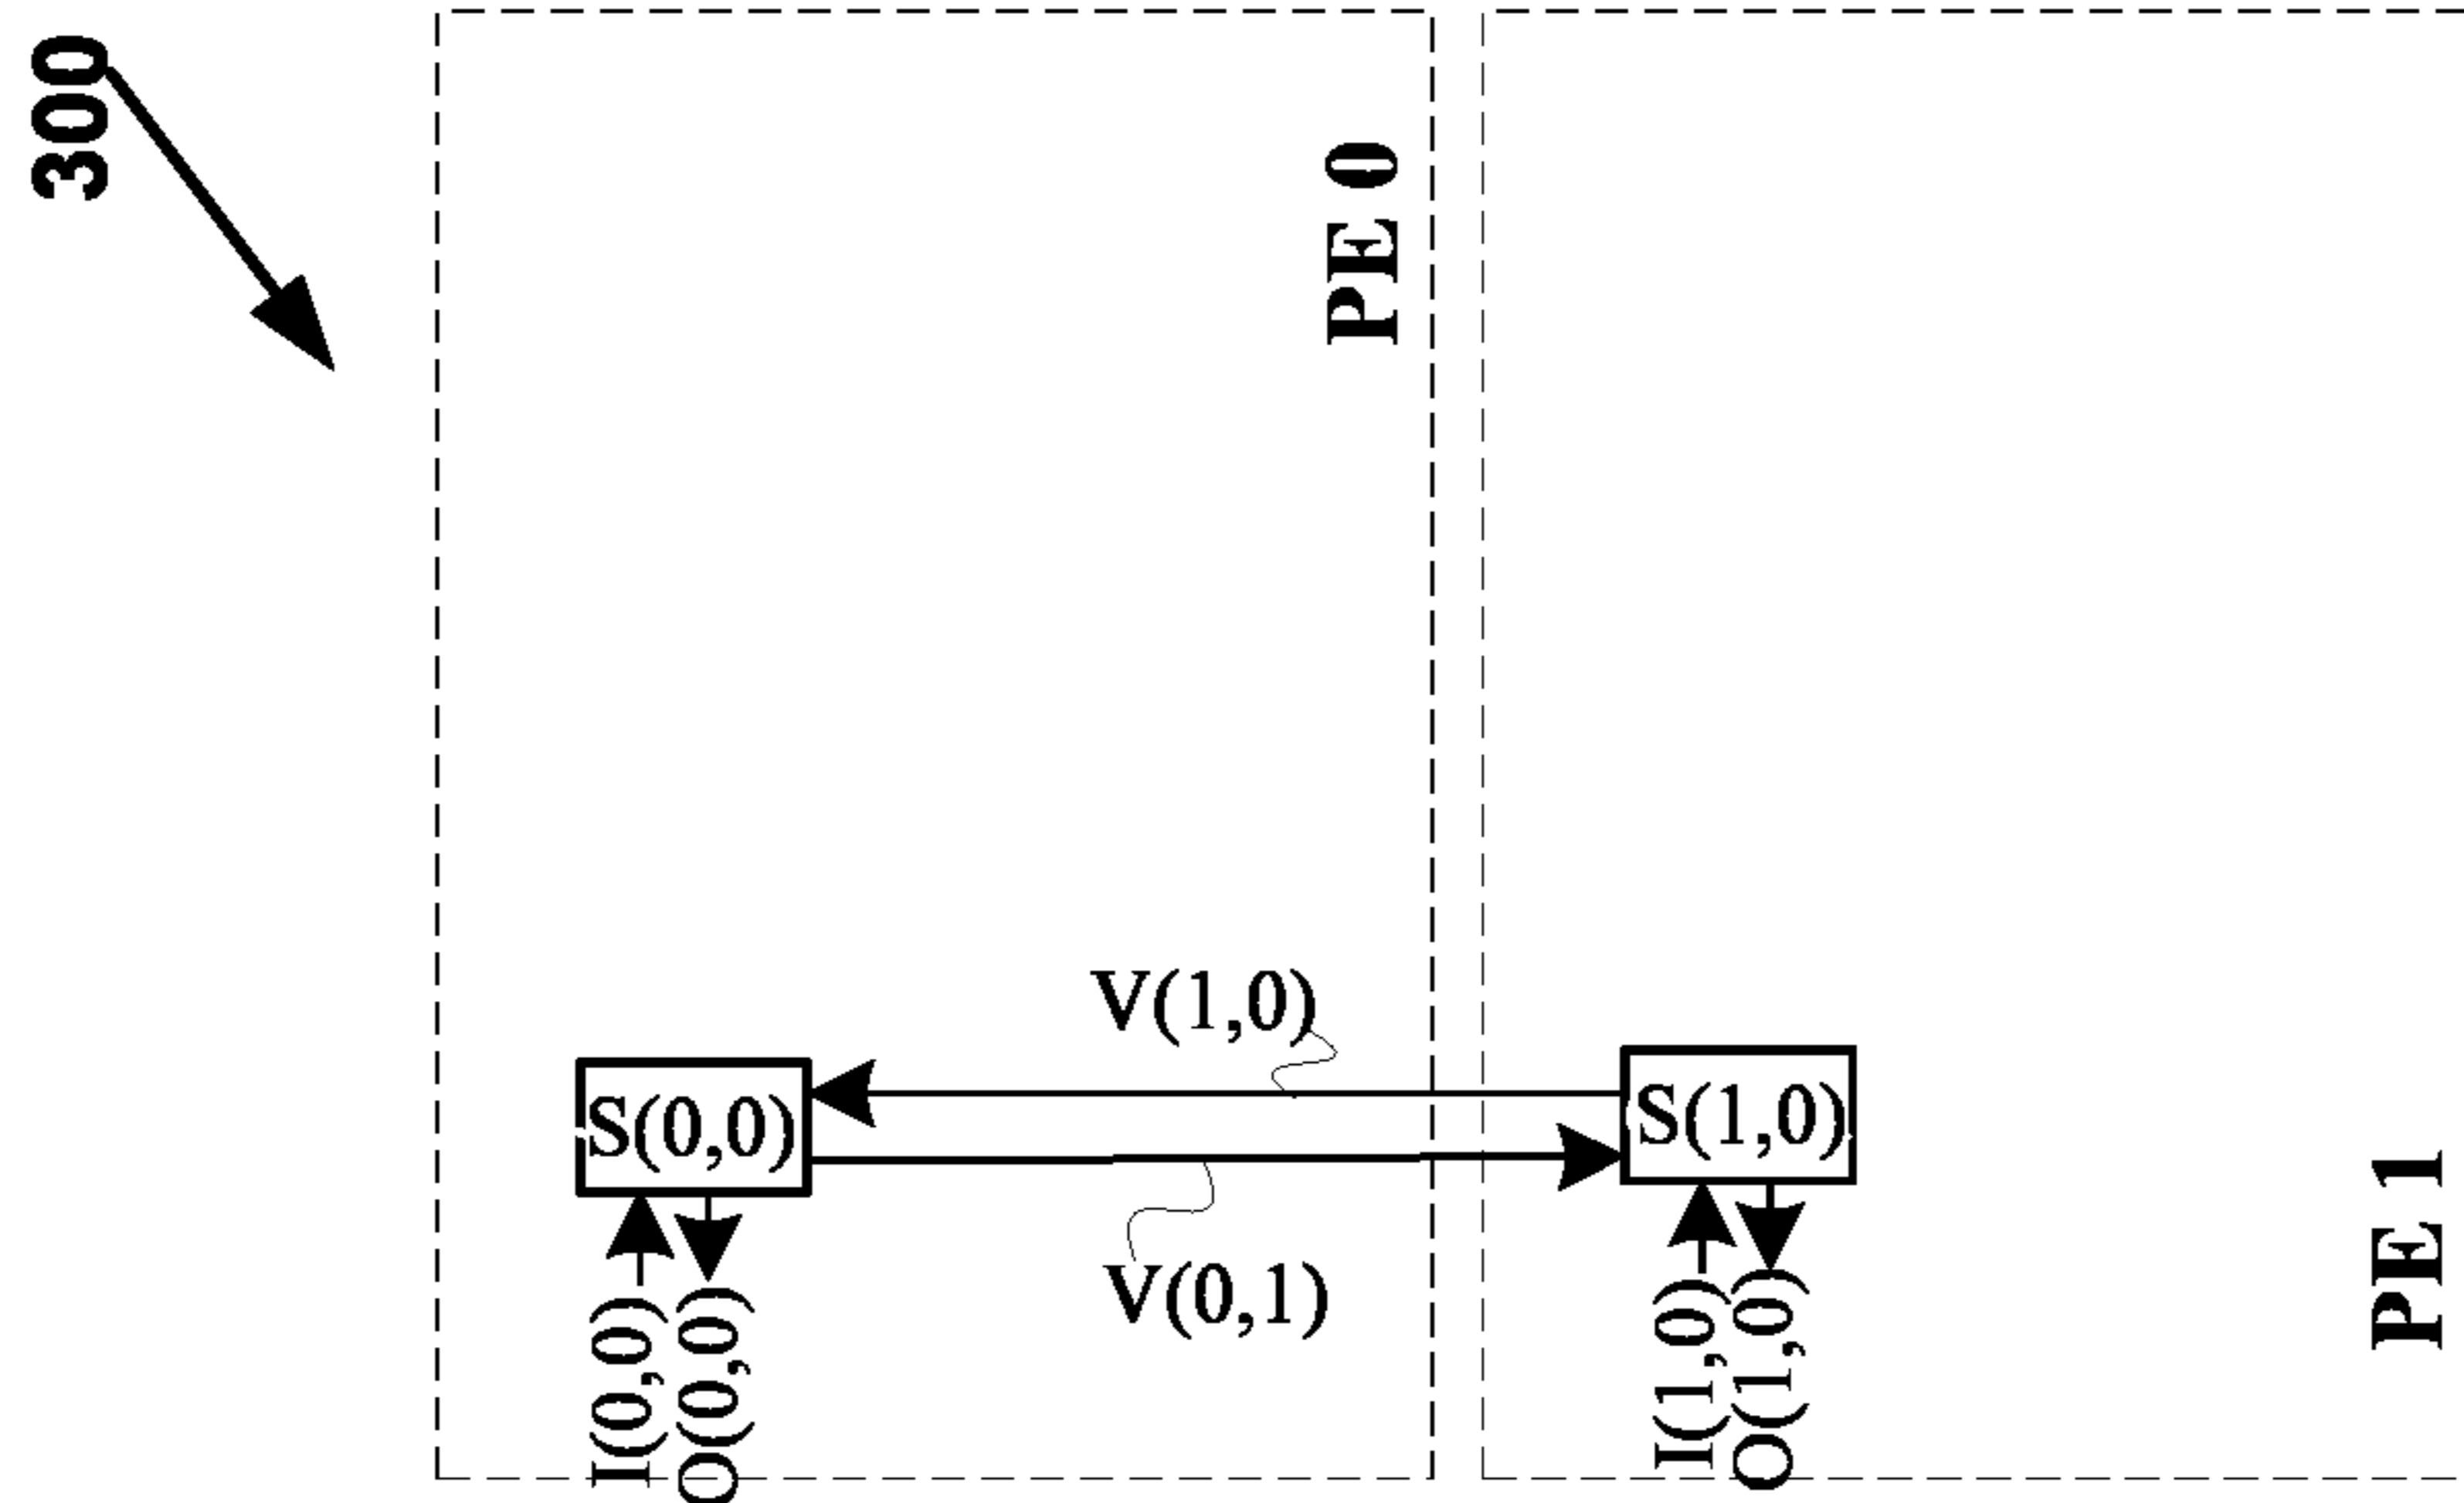 300
PE 0
V(1,0)
S(0,0)
S(1,0)
V(0,1)
I(0,0)
O(0,0)
I(1,0)
O(1,0)
PE 1